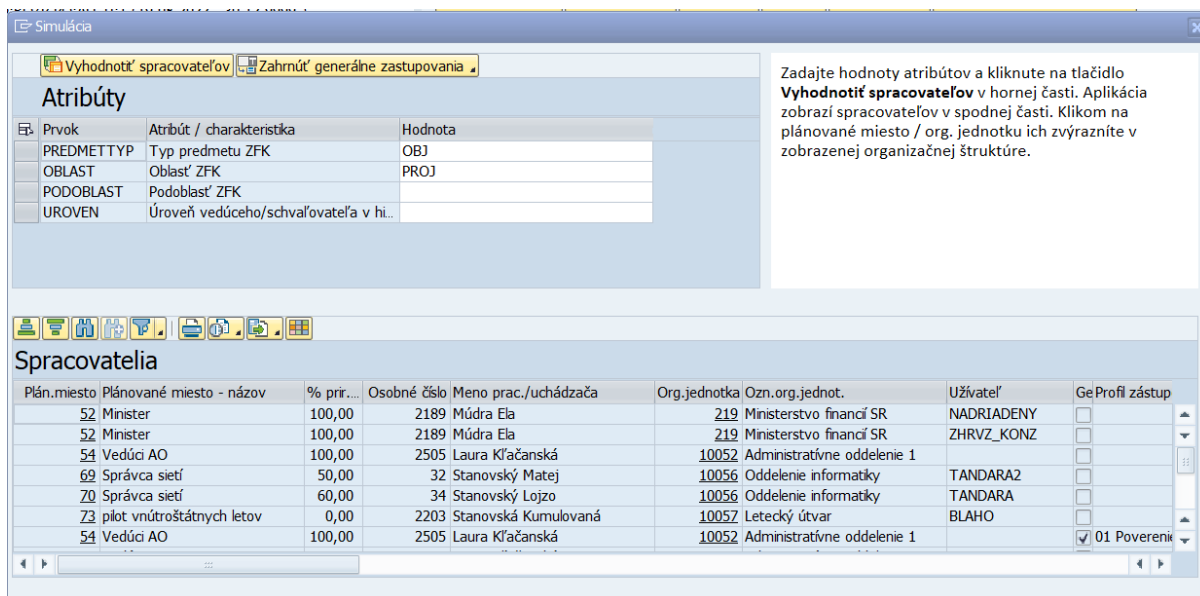 Simulácia
Vyhodnotiť spracovateľov Zahrnúť generálne zastupovania
Atribúty
Prvok Atribút / charakteristika Hodnota
PREDMETTYP Typ predmetu ZFK OBJ
OBLAST Oblasť ZFK PROJ
PODOBLAST Podoblasť ZFK
UROVEN Úroveň vedúceho/schvaľovateľa v hi...
Zadajte hodnoty atribútov a kliknute na tlačidlo
Vyhodnotiť spracovateľov v hornej časti. Aplikácia
zobrazí spracovateľov v spodnej časti. Klikom na
plánované miesto / org. jednotku ich zvýrazníte v
zobrazenej organizačnej štruktúre.
Spracovatelia
Plán.miesto Plánované miesto - názov % prir.... Osobné číslo Meno prac./uchádzača Org.jednotka Ozn.org.jednot. Užívateľ Ge Profil zástup
52 Minister 100,00 2189 Múdra Ela 219 Ministerstvo financií SR NADRIADENY
52 Minister 100,00 2189 Múdra Ela 219 Ministerstvo financií SR ZHRVZ_KONZ
54 Vedúci AO 100,00 2505 Laura Kľačanská 10052 Administratívne oddelenie 1
69 Správca sietí 50,00 32 Stanovský Matej 10056 Oddelenie informatiky TANDARA2
70 Správca sietí 60,00 34 Stanovský Lojzo 10056 Oddelenie informatiky TANDARA
73 pilot vnútroštátnych letov 0,00 2203 Stanovská Kumulovaná 10057 Letecký útvar BLAHO
54 Vedúci AO 100,00 2505 Laura Kľačanská 10052 Administratívne oddelenie 1 01 Povereni